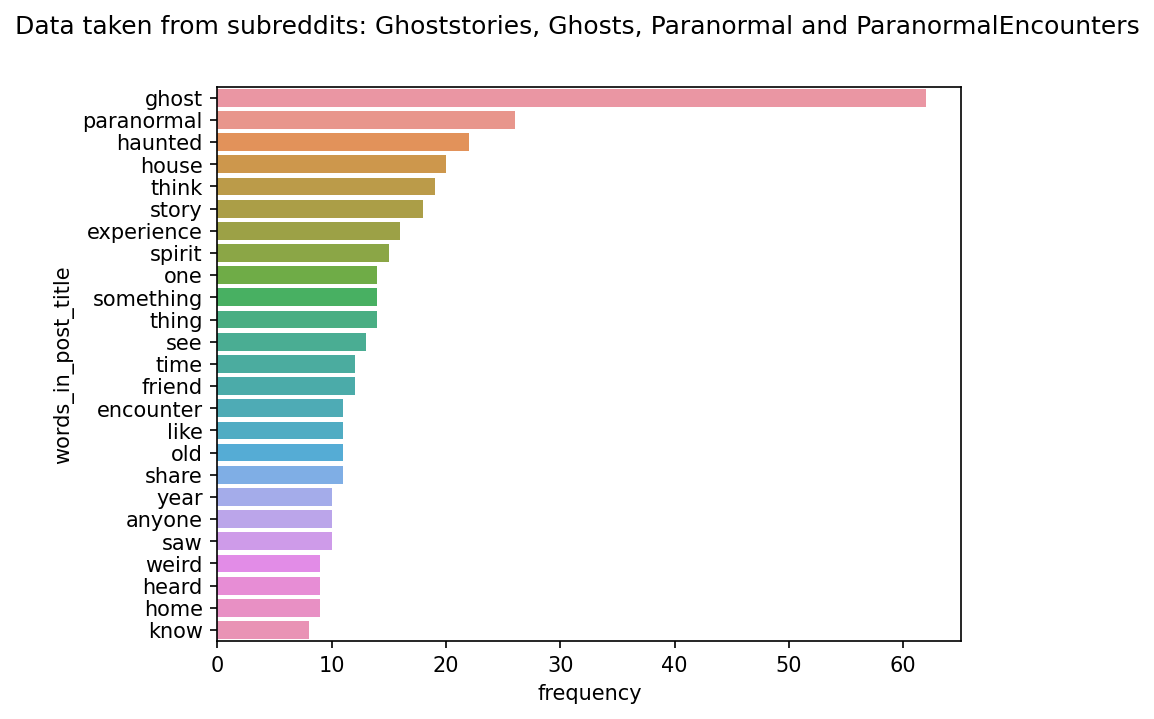 Data taken from subreddits: Ghoststories, Ghosts, Paranormal and ParanormalEncounters
ghost
paranormal
haunted
house
think
story
experience
spirit
one
something
thing
see
time
friend
encounter
like
old
share
year
anyone
saw
weird
heard
home
know
words_in_post_title
0 10 20 30 40 50 60
frequency